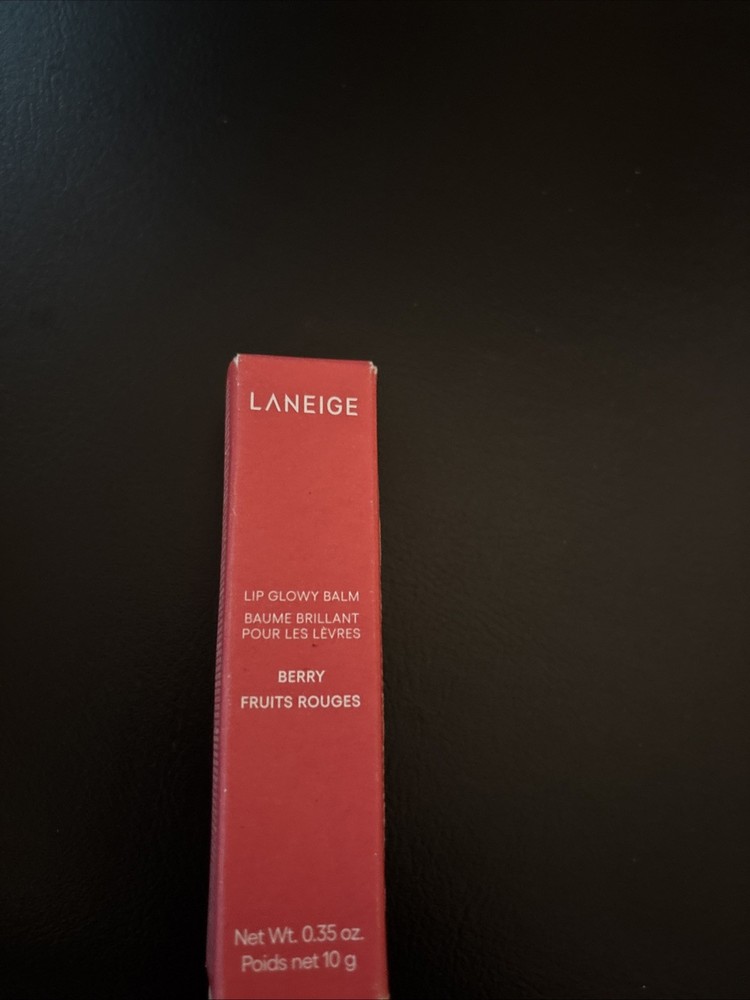 LANEIGE
LIP GLOWY BALM
BAUME BRILLANT
POUR LES LÈVRES
BERRY
FRUITS ROUGES
Net Wt. 0.35 oz.
Poids net 10 g